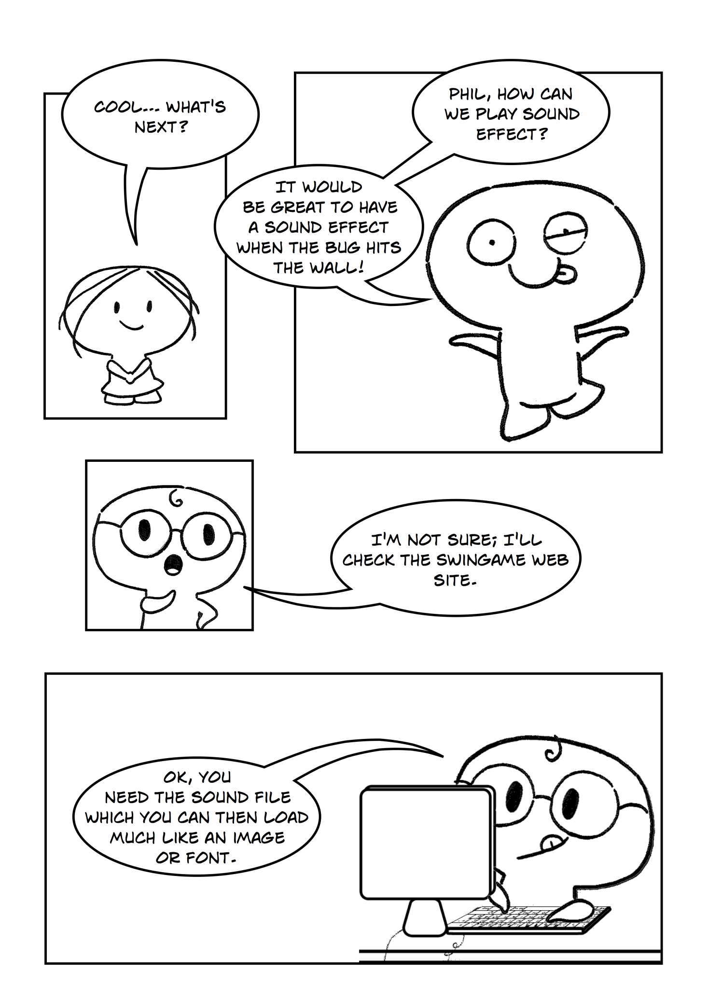 COOL... WHAT'S
NEXT?
PHIL, HOW CAN
WE PLAY SOUND
EFFECT?
IT WOULD
BE GREAT TO HAVE
A SOUND EFFECT
WHEN THE BUG HITS
THE WALL!
I'M NOT SURE; I'LL
CHECK THE SWINGAME WEB
SITE.
OK, YOU
NEED THE SOUND FILE
WHICH YOU CAN THEN LOAD
MUCH LIKE AN IMAGE
OR FONT.